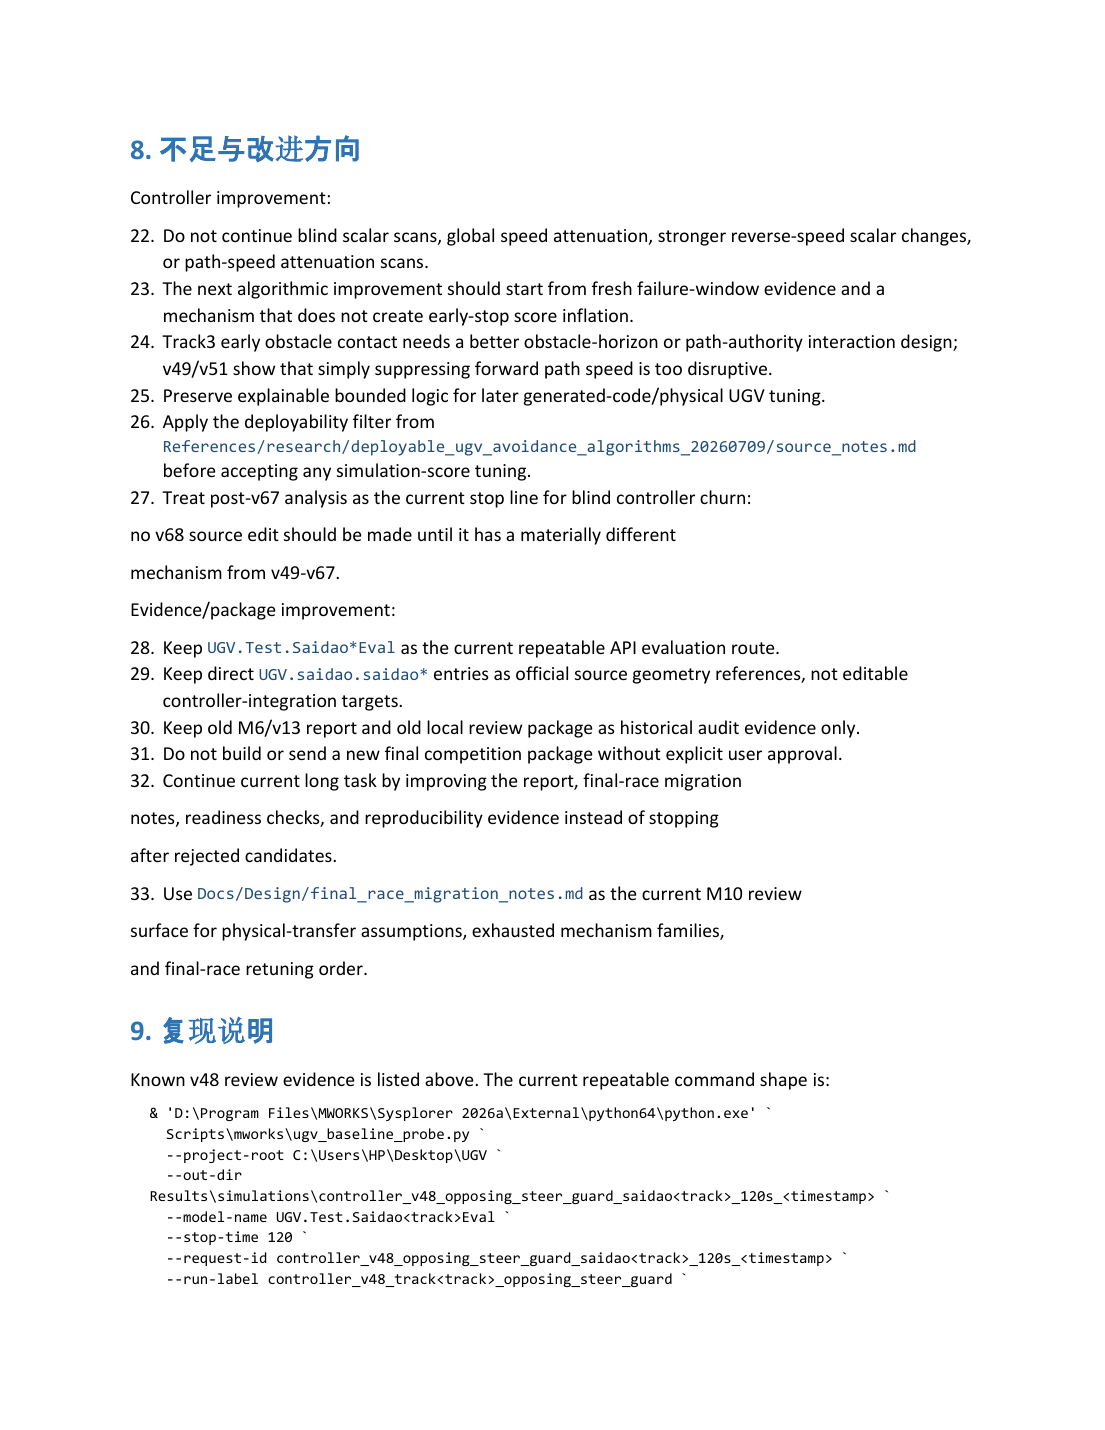 8. 不足与改进方向
Controller improvement:
22. Do not continue blind scalar scans, global speed attenuation, stronger reverse-speed scalar changes,
or path-speed attenuation scans.
23. The next algorithmic improvement should start from fresh failure-window evidence and a
mechanism that does not create early-stop score inflation.
24. Track3 early obstacle contact needs a better obstacle-horizon or path-authority interaction design;
v49/v51 show that simply suppressing forward path speed is too disruptive.
25. Preserve explainable bounded logic for later generated-code/physical UGV tuning.
26. Apply the deployability filter from
References/research/deployable_ugv_avoidance_algorithms_20260709/source_notes.md
before accepting any simulation-score tuning.
27. Treat post-v67 analysis as the current stop line for blind controller churn:
no v68 source edit should be made until it has a materially different
mechanism from v49-v67.
Evidence/package improvement:
28. Keep UGV.Test.Saidao*Eval as the current repeatable API evaluation route.
29. Keep direct UGV.saidao.saidao* entries as official source geometry references, not editable
controller-integration targets.
30. Keep old M6/v13 report and old local review package as historical audit evidence only.
31. Do not build or send a new final competition package without explicit user approval.
32. Continue current long task by improving the report, final-race migration
notes, readiness checks, and reproducibility evidence instead of stopping
after rejected candidates.
33. Use Docs/Design/final_race_migration_notes.md as the current M10 review
surface for physical-transfer assumptions, exhausted mechanism families,
and final-race retuning order.
9. 复现说明
Known v48 review evidence is listed above. The current repeatable command shape is:
& 'D:\Program Files\MWORKS\Sysplorer 2026a\External\python64\python.exe' `
Scripts\mworks\ugv_baseline_probe.py `
--project-root C:\Users\HP\Desktop\UGV `
--out-dir
Results\simulations\controller_v48_opposing_steer_guard_saidao<track>_120s_<timestamp> `
--model-name UGV.Test.Saidao<track>Eval `
--stop-time 120 `
--request-id controller_v48_opposing_steer_guard_saidao<track>_120s_<timestamp> `
--run-label controller_v48_track<track>_opposing_steer_guard `